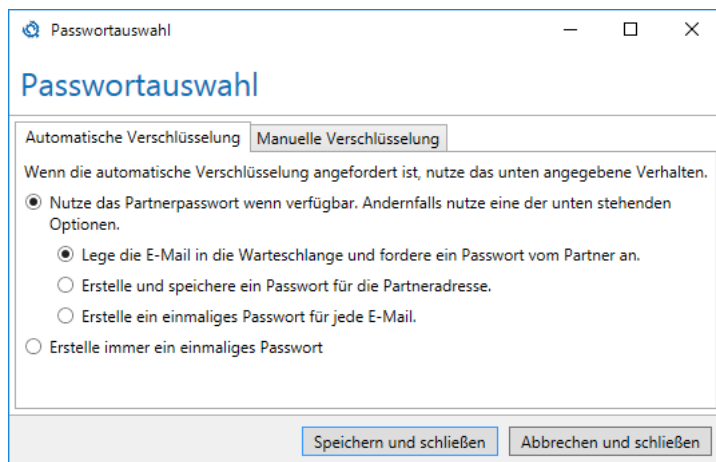 Passwortauswahl
Passwortauswahl
Automatische Verschlüsselung Manuelle Verschlüsselung
Wenn die automatische Verschlüsselung angefordert ist, nutze das unten angegebene Verhalten.
Nutze das Partnerpasswort wenn verfügbar. Andernfalls nutze eine der unten stehenden
Optionen.
Lege die E-Mail in die Warteschlange und fordere ein Passwort vom Partner an.
Erstelle und speichere ein Passwort für die Partneradresse.
Erstelle ein einmaliges Passwort für jede E-Mail.
Erstelle immer ein einmaliges Passwort
Speichern und schließen Abbrechen und schließen